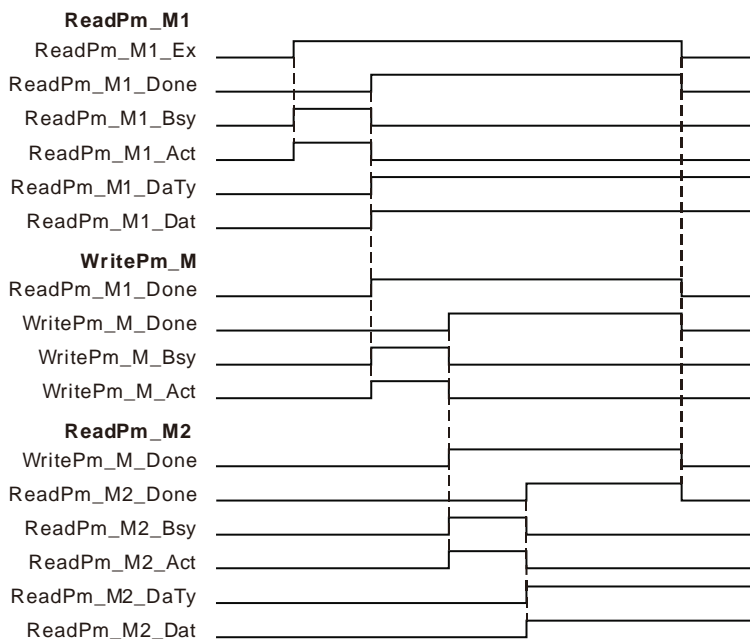 ReadPm_M1
ReadPm_M1_Ex
ReadPm_M1_Done
ReadPm_M1_Bsy
ReadPm_M1_Act
ReadPm_M1_DaTy
ReadPm_M1_Dat
WritePm_M
ReadPm_M1_Done
WritePm_M_Done
WritePm_M_Bsy
WritePm_M_Act
ReadPm_M2
WritePm_M_Done
ReadPm_M2_Done
ReadPm_M2_Bsy
ReadPm_M2_Act
ReadPm_M2_DaTy
ReadPm_M2_Dat